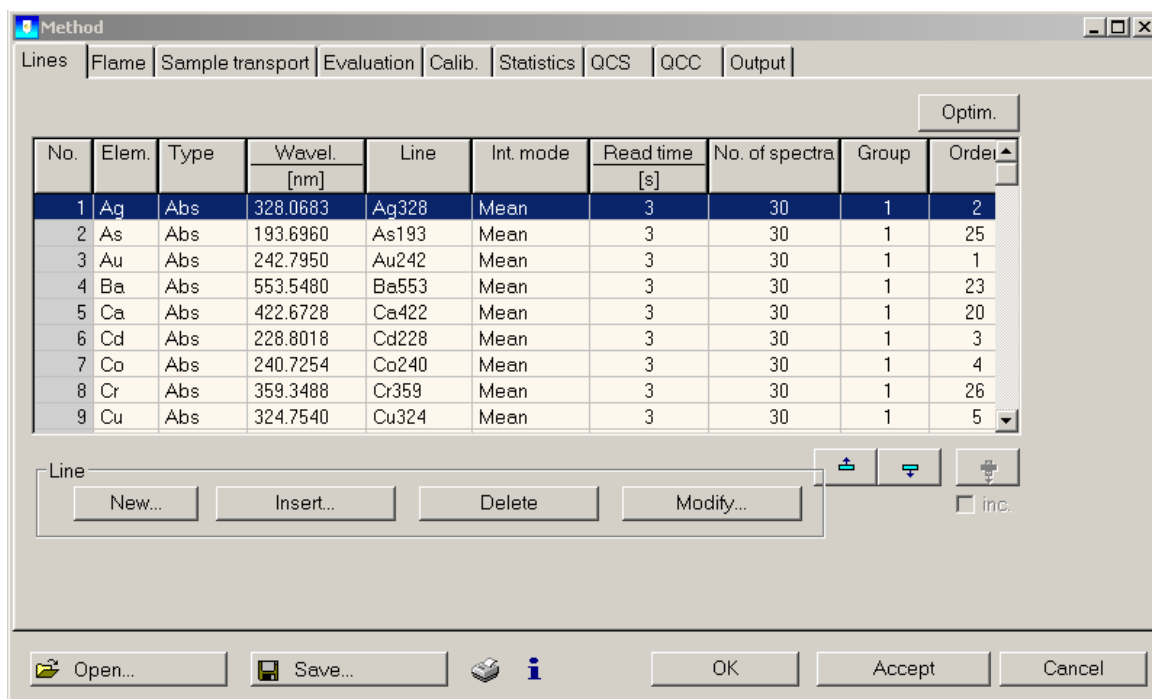 Method
Lines Flame Sample transport Evaluation Calib. Statistics QCS QCC Output
Optim.
No. Elem. Type Wavel. [nm] Line Int. mode Read time [s] No. of spectra Group Order
1 Ag Abs 328.0683 Ag328 Mean 3 30 1 2
2 As Abs 193.6960 As193 Mean 3 30 1 25
3 Au Abs 242.7950 Au242 Mean 3 30 1 1
4 Ba Abs 553.5480 Ba553 Mean 3 30 1 23
5 Ca Abs 422.6728 Ca422 Mean 3 30 1 20
6 Cd Abs 228.8018 Cd228 Mean 3 30 1 3
7 Co Abs 240.7254 Co240 Mean 3 30 1 4
8 Cr Abs 359.3488 Cr359 Mean 3 30 1 26
9 Cu Abs 324.7540 Cu324 Mean 3 30 1 5
Line
New... Insert... Delete Modify...
inc.
Open... Save... i OK Accept Cancel